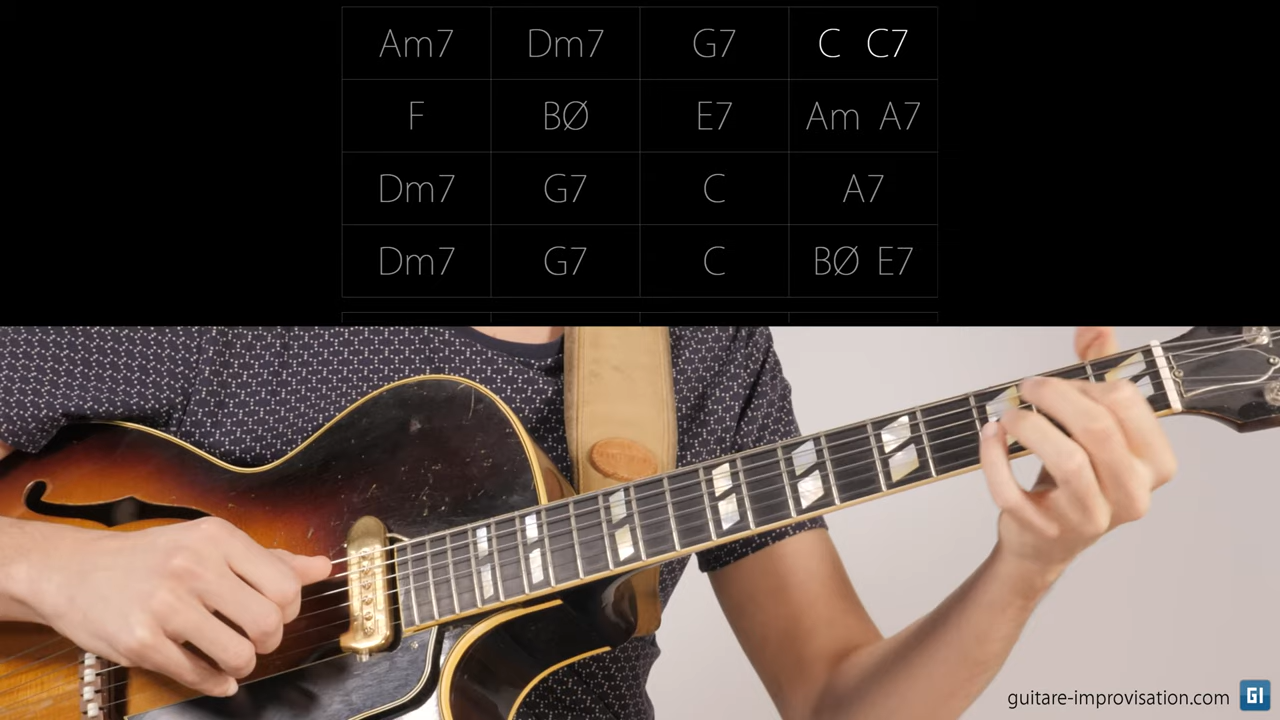 Am7 Dm7 G7 C C7
F BØ E7 Am A7
Dm7 G7 C A7
Dm7 G7 C BØ E7
guitare-improvisation.com GI